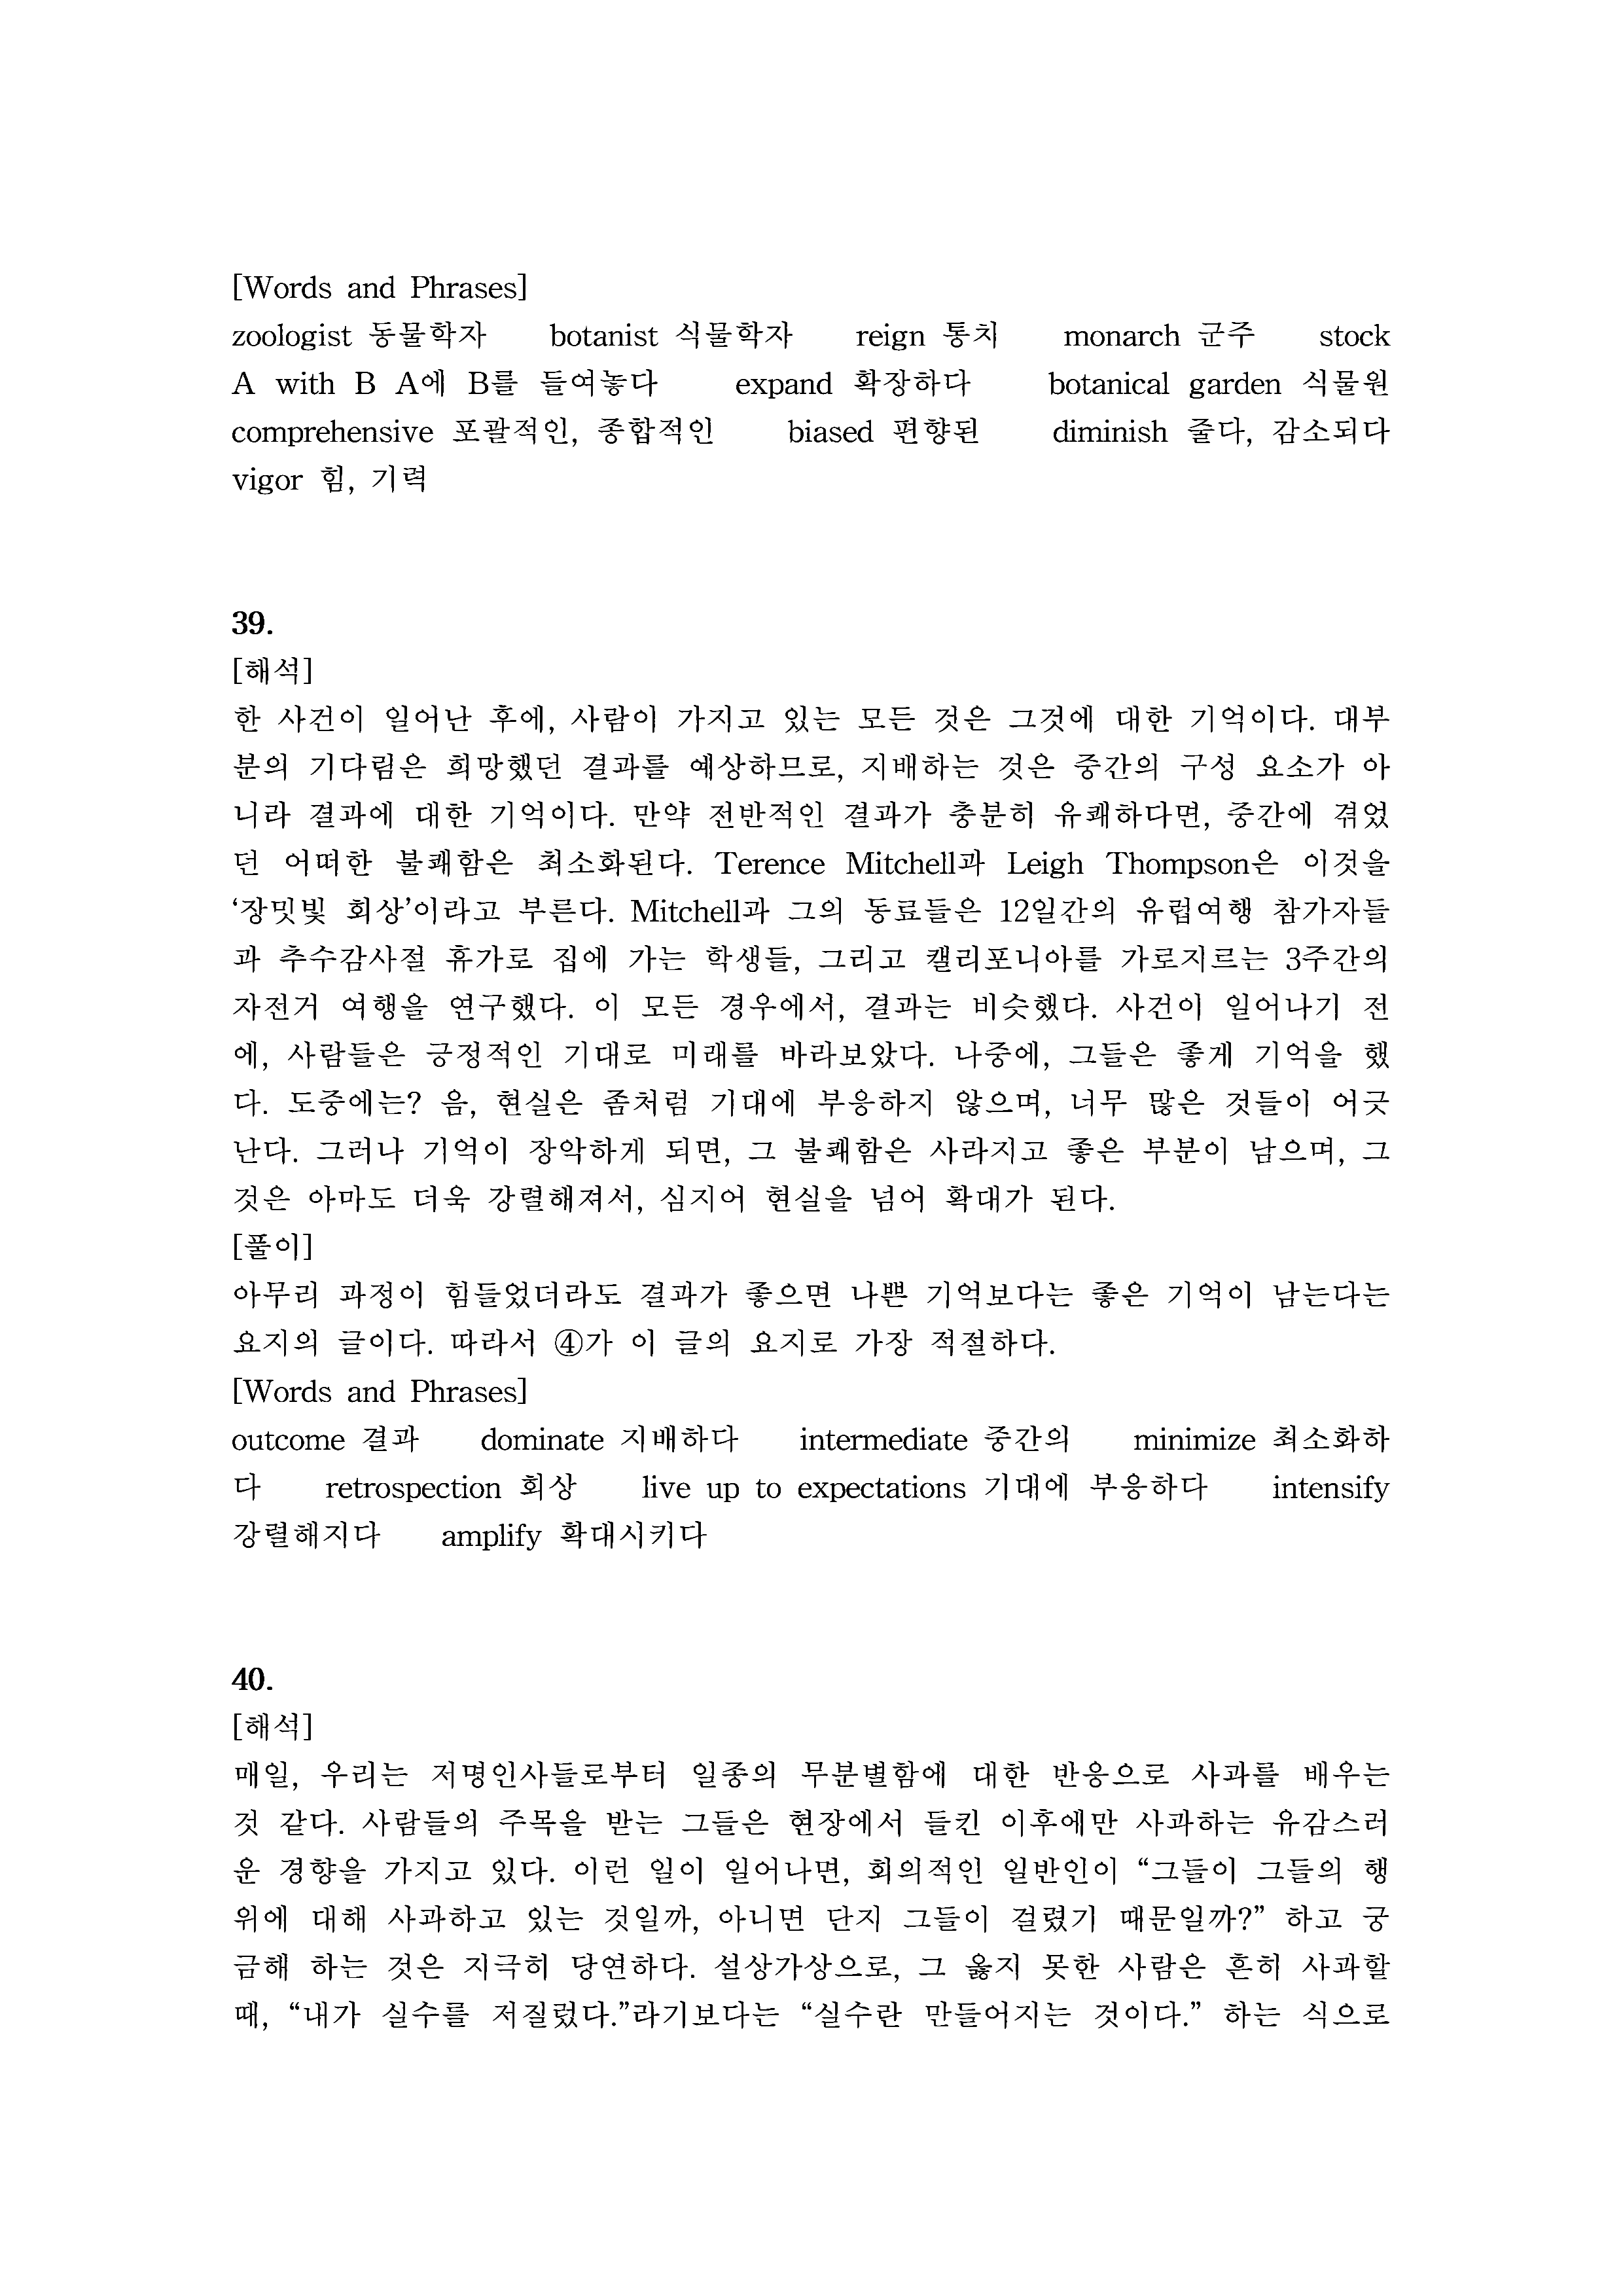 [Words and Phrases]
zoologist 동물학자 botanist 식물학자 reign 통치 monarch 군주 stock
A with B A에 B를 들여놓다 expand 확장하다 botanical garden 식물원
comprehensive 포괄적인, 종합적인 biased 편향된 diminish 줄다, 감소되다
vigor 힘, 기력
39.
[해석]
한 사건이 일어난 후에, 사람이 가지고 있는 모든 것은 그것에 대한 기억이다. 대부
분의 기다림은 희망했던 결과를 예상하므로, 지배하는 것은 중간의 구성 요소가 아
니라 결과에 대한 기억이다. 만약 전반적인 결과가 충분히 유쾌하다면, 중간에 겪었
던 어떠한 불쾌함은 최소화된다. Terence Mitchell과 Leigh Thompson은 이것을
‘장밋빛 회상’이라고 부른다. Mitchell과 그의 동료들은 12일간의 유럽여행 참가자들
과 추수감사절 휴가로 집에 가는 학생들, 그리고 캘리포니아를 가로지르는 3주간의
자전거 여행을 연구했다. 이 모든 경우에서, 결과는 비슷했다. 사건이 일어나기 전
에, 사람들은 긍정적인 기대로 미래를 바라보았다. 나중에, 그들은 좋게 기억을 했
다. 도중에는? 음, 현실은 좀처럼 기대에 부응하지 않으며, 너무 많은 것들이 어긋
난다. 그러나 기억이 장악하게 되면, 그 불쾌함은 사라지고 좋은 부분이 남으며, 그
것은 아마도 더욱 강렬해져서, 심지어 현실을 넘어 확대가 된다.
[풀이]
아무리 과정이 힘들었더라도 결과가 좋으면 나쁜 기억보다는 좋은 기억이 남는다는
요지의 글이다. 따라서 ④가 이 글의 요지로 가장 적절하다.
[Words and Phrases]
outcome 결과 dominate 지배하다 intermediate 중간의 minimize 최소화하
다 retrospection 회상 live up to expectations 기대에 부응하다 intensify
강렬해지다 amplify 확대시키다
40.
[해석]
매일, 우리는 저명인사들로부터 일종의 무분별함에 대한 반응으로 사과를 배우는
것 같다. 사람들의 주목을 받는 그들은 현장에서 들킨 이후에만 사과하는 유감스러
운 경향을 가지고 있다. 이런 일이 일어나면, 회의적인 일반인이 “그들이 그들의 행
위에 대해 사과하고 있는 것일까, 아니면 단지 그들이 걸렸기 때문일까?” 하고 궁
금해 하는 것은 지극히 당연하다. 설상가상으로, 그 옳지 못한 사람은 흔히 사과할
때, “내가 실수를 저질렀다.”라기보다는 “실수란 만들어지는 것이다.” 하는 식으로